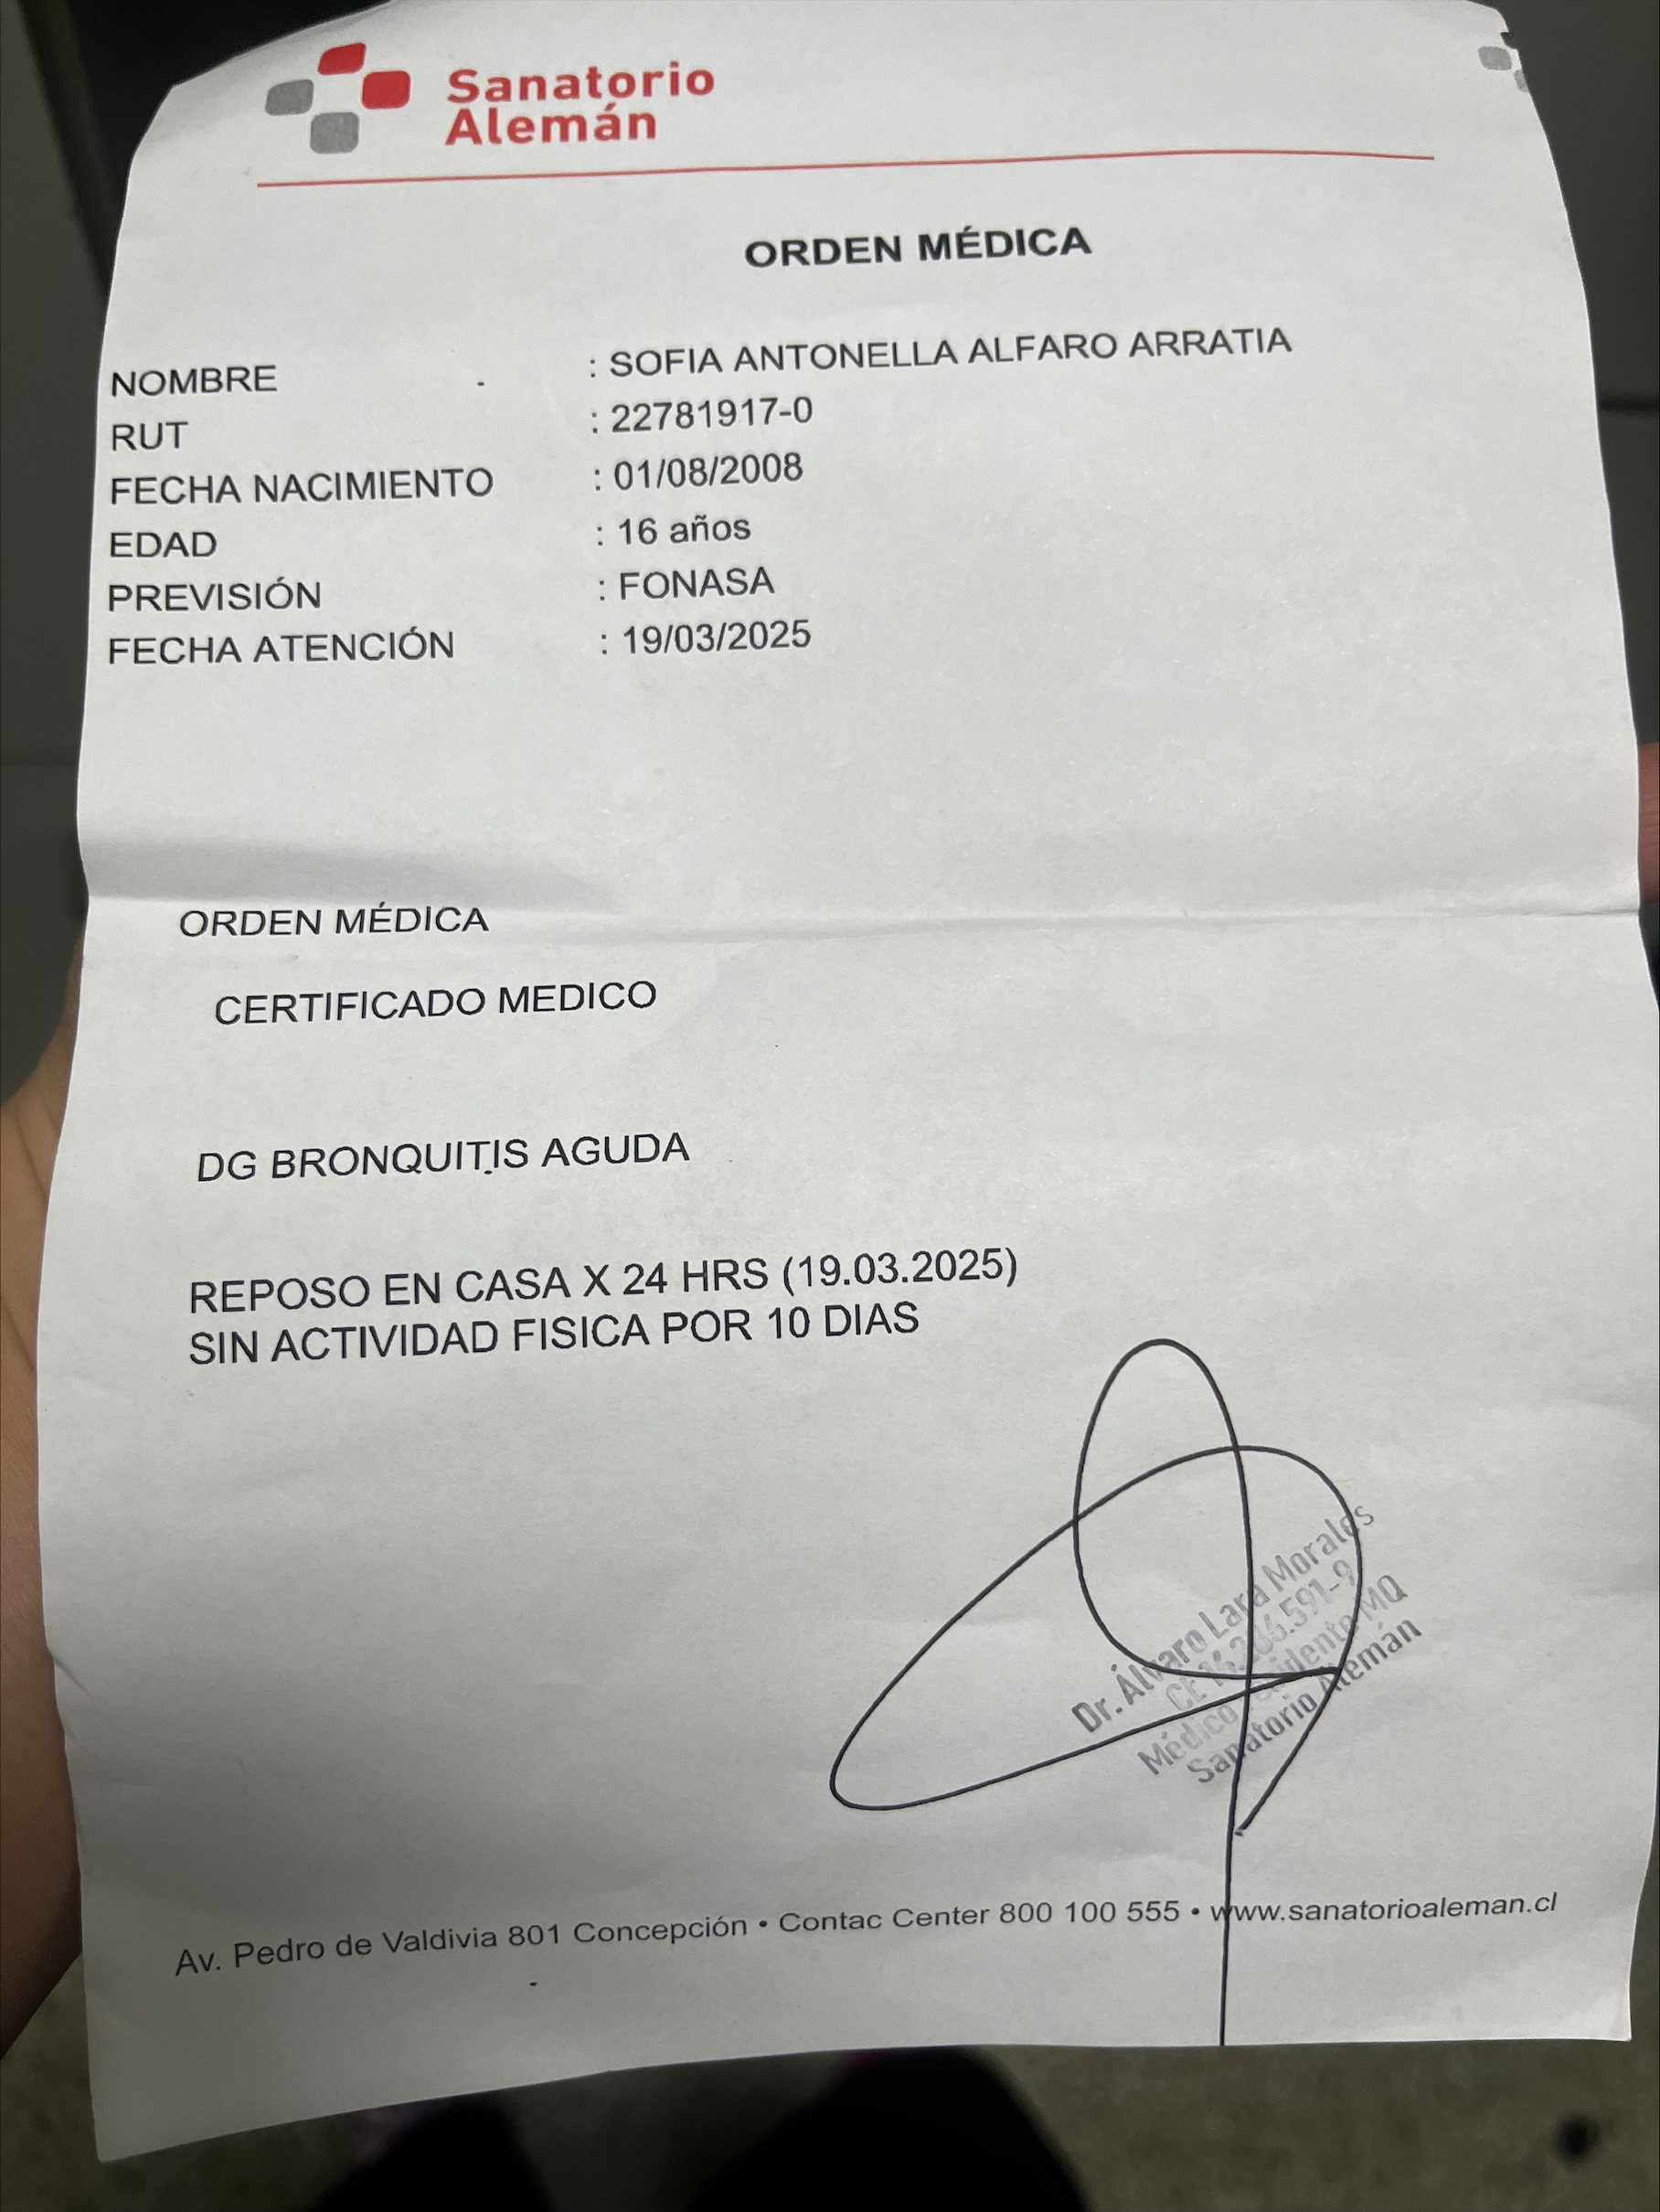 Sanatorio
Alemán
ORDEN MÉDICA
NOMBRE : SOFIA ANTONELLA ALFARO ARRATIA
RUT : 22781917-0
FECHA NACIMIENTO : 01/08/2008
EDAD : 16 años
PREVISIÓN : FONASA
FECHA ATENCIÓN : 19/03/2025
ORDEN MÉDICA
CERTIFICADO MEDICO
DG BRONQUITIS AGUDA
REPOSO EN CASA X 24 HRS (19.03.2025)
SIN ACTIVIDAD FISICA POR 10 DIAS
Dr. Álvaro Lara Morales
Médico MQ
Sanatorio Alemán
Av. Pedro de Valdivia 801 Concepción • Contac Center 800 100 555 • www.sanatorioaleman.cl